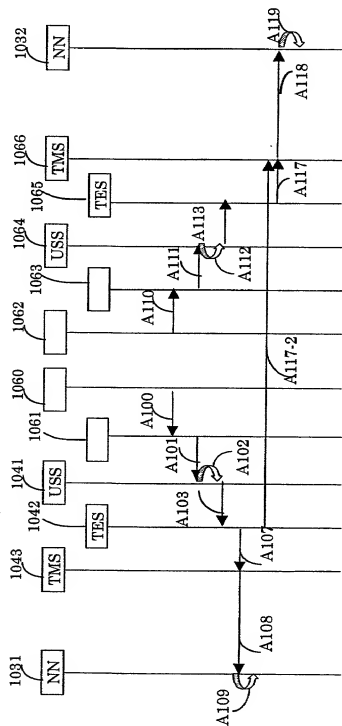 1031
NN
1043
TMS
1042
TES
1041
USS
1061
1060
1062
1063
1064
USS
1065
TES
1066
TMS
1032
NN
A100
A101
A102
A103
A107
A108
A109
A110
A111
A112
A113
A117
A117-2
A118
A119